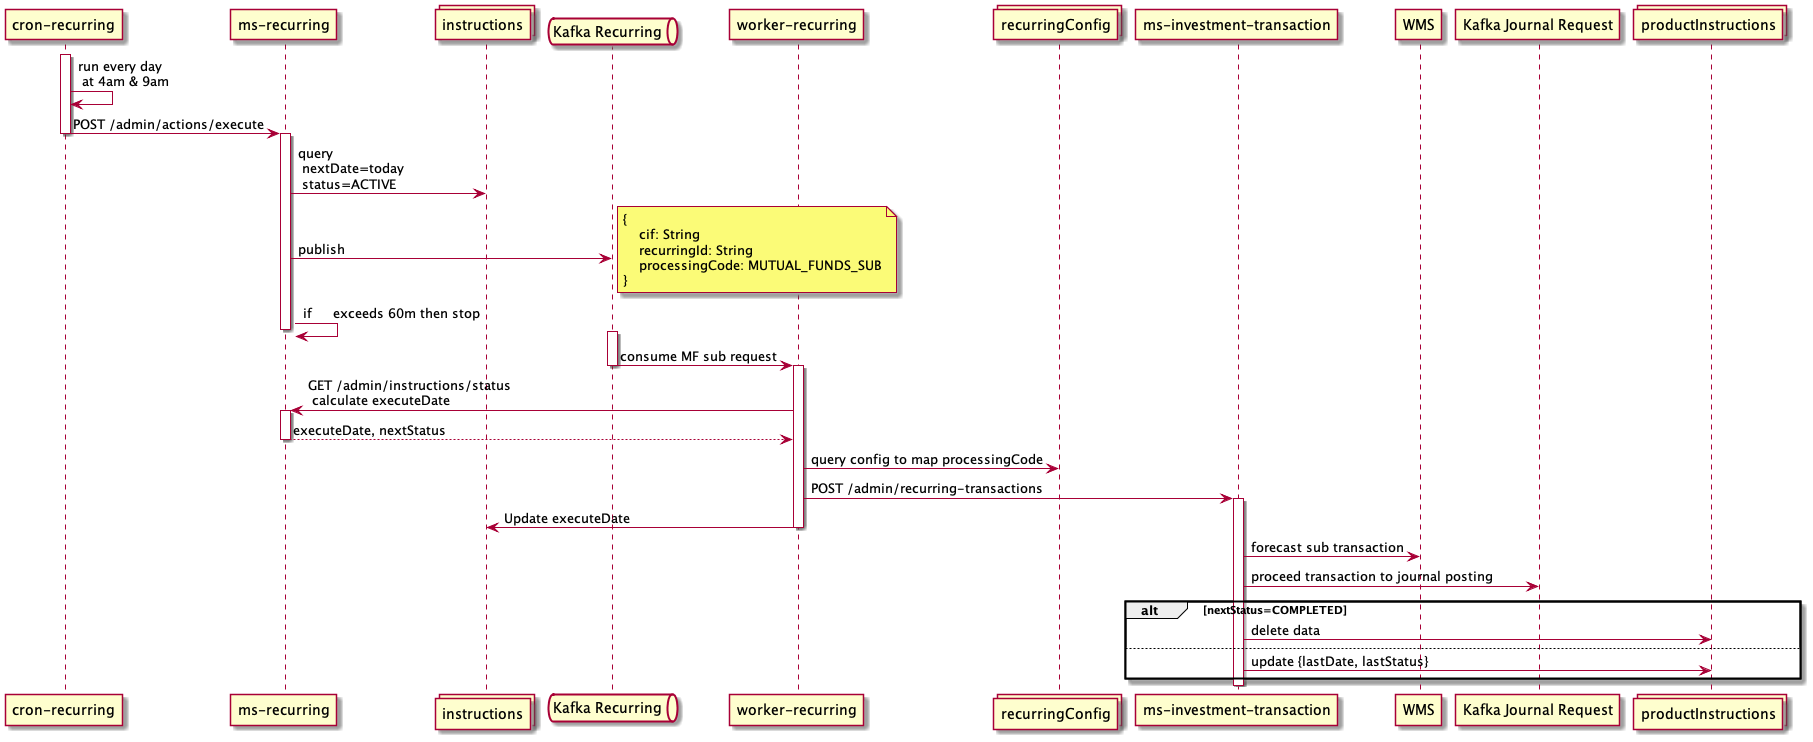 cron-recurring
ms-recurring
instructions
Kafka Recurring
worker-recurring
recurringConfig
ms-investment-transaction
WMS
Kafka Journal Request
productInstructions
run every day
at 4am & 9am
POST /admin/actions/execute
query
nextDate=today
status=ACTIVE
publish
{
cif: String
recurringId: String
processingCode: MUTUAL_FUNDS_SUB
}
if exceeds 60m then stop
consume MF sub request
GET /admin/instructions/status
calculate executeDate
executeDate, nextStatus
query config to map processingCode
POST /admin/recurring-transactions
Update executeDate
forecast sub transaction
proceed transaction to journal posting
alt [nextStatus=COMPLETED]
delete data
update {lastDate, lastStatus}
cron-recurring
ms-recurring
instructions
Kafka Recurring
worker-recurring
recurringConfig
ms-investment-transaction
WMS
Kafka Journal Request
productInstructions